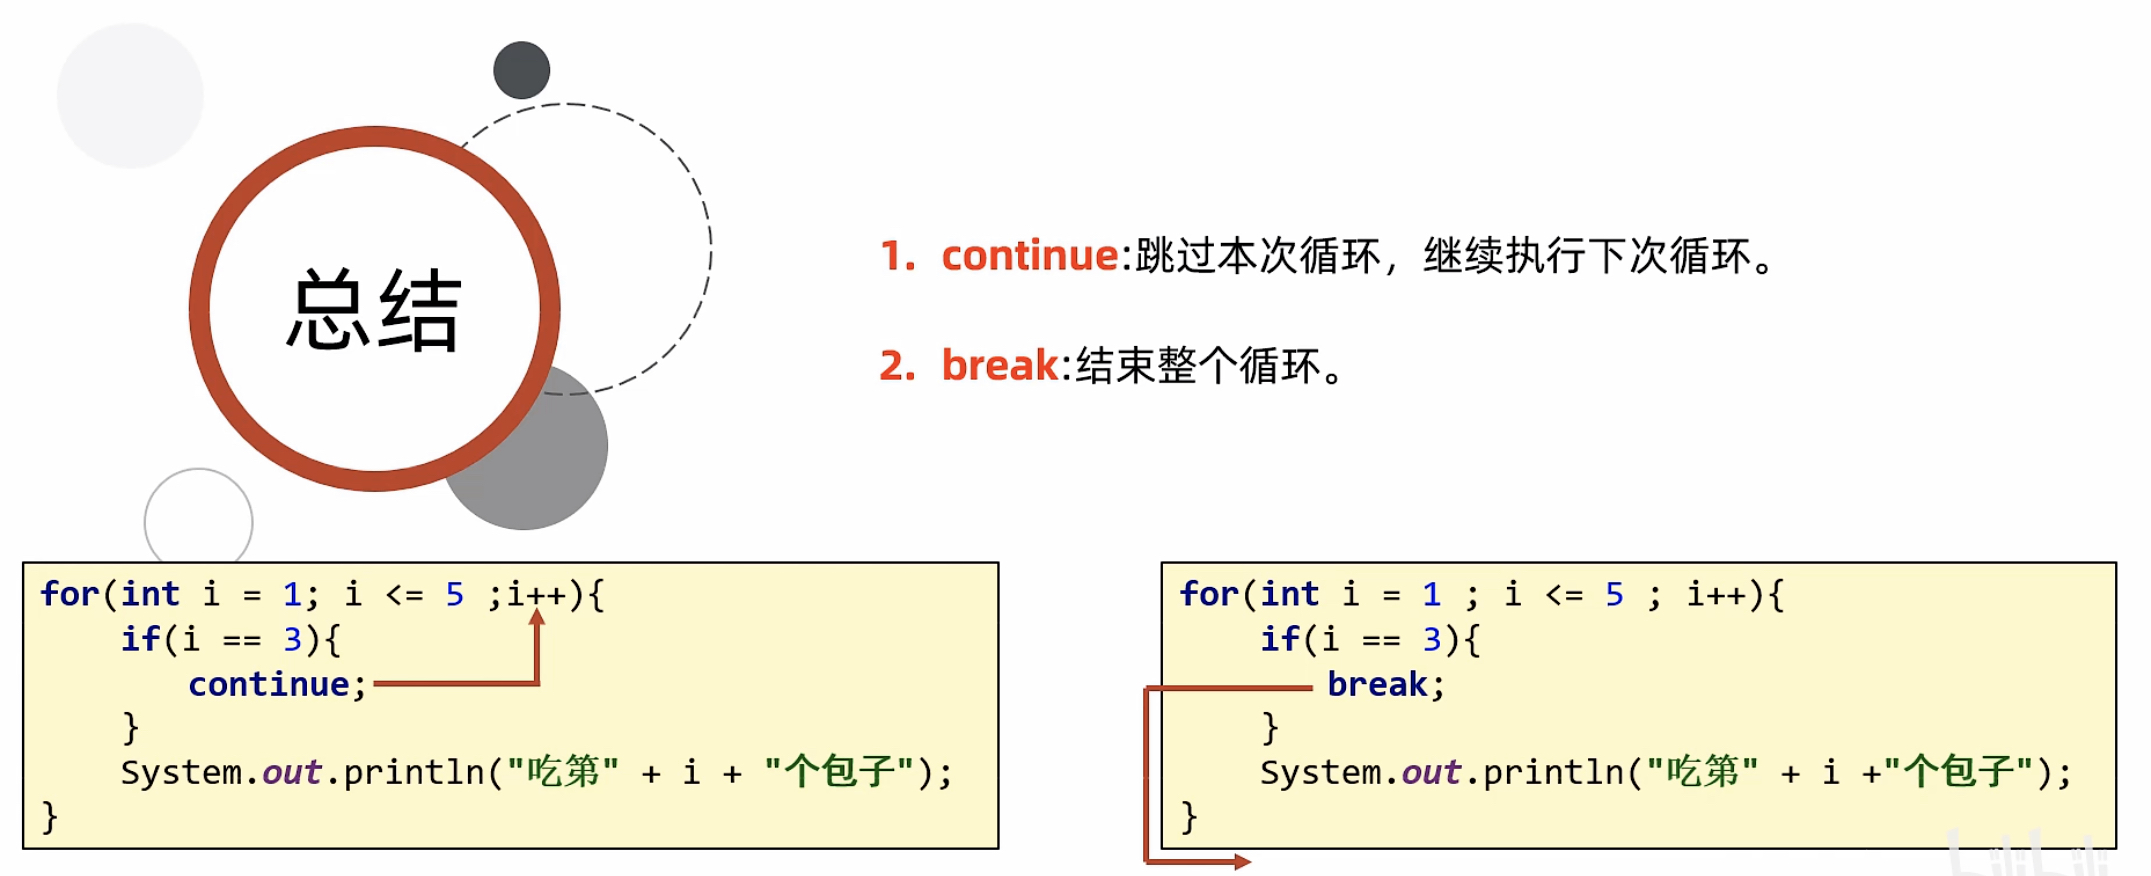 总结
1. continue:跳过本次循环，继续执行下次循环。
2. break:结束整个循环。
for(int i = 1; i <= 5 ;i++){
    if(i == 3){
        continue;
    }
    System.out.println("吃第" + i + "个包子");
}
for(int i = 1 ; i <= 5 ; i++){
    if(i == 3){
        break;
    }
    System.out.println("吃第" + i +"个包子");
}
bilibili